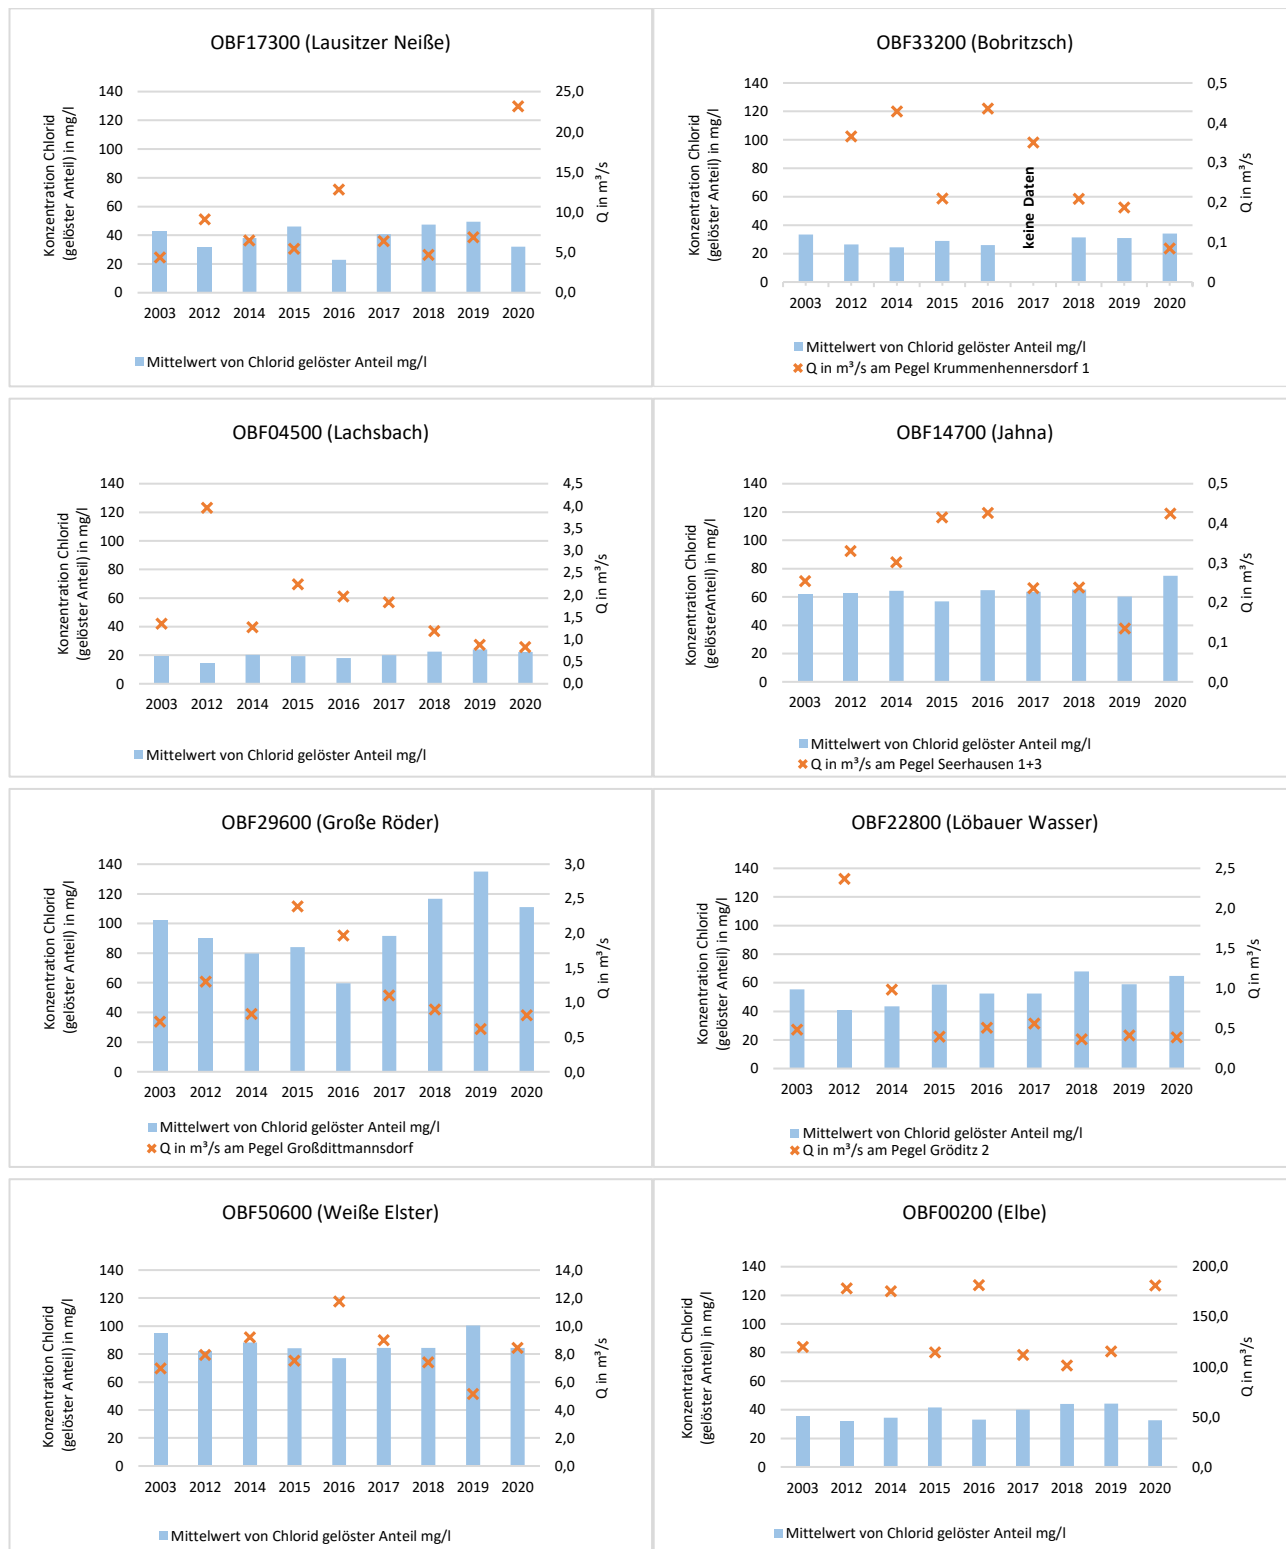 OBF17300 (Lausitzer Neiße)
Konzentration Chlorid
(gelöster Anteil) in mg/l
140
120
100
80
60
40
20
0
25,0
20,0
15,0
10,0
5,0
0,0
Q in m³/s
2003 2012 2014 2015 2016 2017 2018 2019 2020
Mittelwert von Chlorid gelöster Anteil mg/l
OBF33200 (Bobritzsch)
Konzentration Chlorid
(gelöster Anteil) in mg/l
140
120
100
80
60
40
20
0
keine Daten
0,5
0,4
0,3
0,2
0,1
0
Q in m³/s
2003 2012 2014 2015 2016 2017 2018 2019 2020
Mittelwert von Chlorid gelöster Anteil mg/l
Q in m³/s am Pegel Krummenhennersdorf 1
OBF04500 (Lachsbach)
Konzentration Chlorid
(gelöster Anteil) in mg/l
140
120
100
80
60
40
20
0
4,5
4,0
3,5
3,0
2,5
2,0
1,5
1,0
0,5
0,0
Q in m³/s
2003 2012 2014 2015 2016 2017 2018 2019 2020
Mittelwert von Chlorid gelöster Anteil mg/l
OBF14700 (Jahna)
Konzentration Chlorid
(gelösterAnteil) in mg/l
140
120
100
80
60
40
20
0
0,5
0,4
0,3
0,2
0,1
0,0
Q in m³/s
2003 2012 2014 2015 2016 2017 2018 2019 2020
Mittelwert von Chlorid gelöster Anteil mg/l
Q in m³/s am Pegel Seerhausen 1+3
OBF29600 (Große Röder)
Konzentration Chlorid
(gelöster Anteil) in mg/l
140
120
100
80
60
40
20
0
3,0
2,5
2,0
1,5
1,0
0,5
0,0
Q in m³/s
2003 2012 2014 2015 2016 2017 2018 2019 2020
Mittelwert von Chlorid gelöster Anteil mg/l
Q in m³/s am Pegel Großdittmannsdorf
OBF22800 (Löbauer Wasser)
Konzentration Chlorid
(gelöster Anteil) in mg/l
140
120
100
80
60
40
20
0
2,5
2,0
1,5
1,0
0,5
0,0
Q in m³/s
2003 2012 2014 2015 2016 2017 2018 2019 2020
Mittelwert von Chlorid gelöster Anteil mg/l
Q in m³/s am Pegel Gröditz 2
OBF50600 (Weiße Elster)
Konzentration Chlorid
(gelöster Anteil) in mg/l
140
120
100
80
60
40
20
0
14,0
12,0
10,0
8,0
6,0
4,0
2,0
0,0
Q in m³/s
2003 2012 2014 2015 2016 2017 2018 2019 2020
Mittelwert von Chlorid gelöster Anteil mg/l
OBF00200 (Elbe)
Konzentration Chlorid
(gelöster Anteil) in mg/l
140
120
100
80
60
40
20
0
200,0
150,0
100,0
50,0
0,0
Q in m³/s
2003 2012 2014 2015 2016 2017 2018 2019 2020
Mittelwert von Chlorid gelöster Anteil mg/l